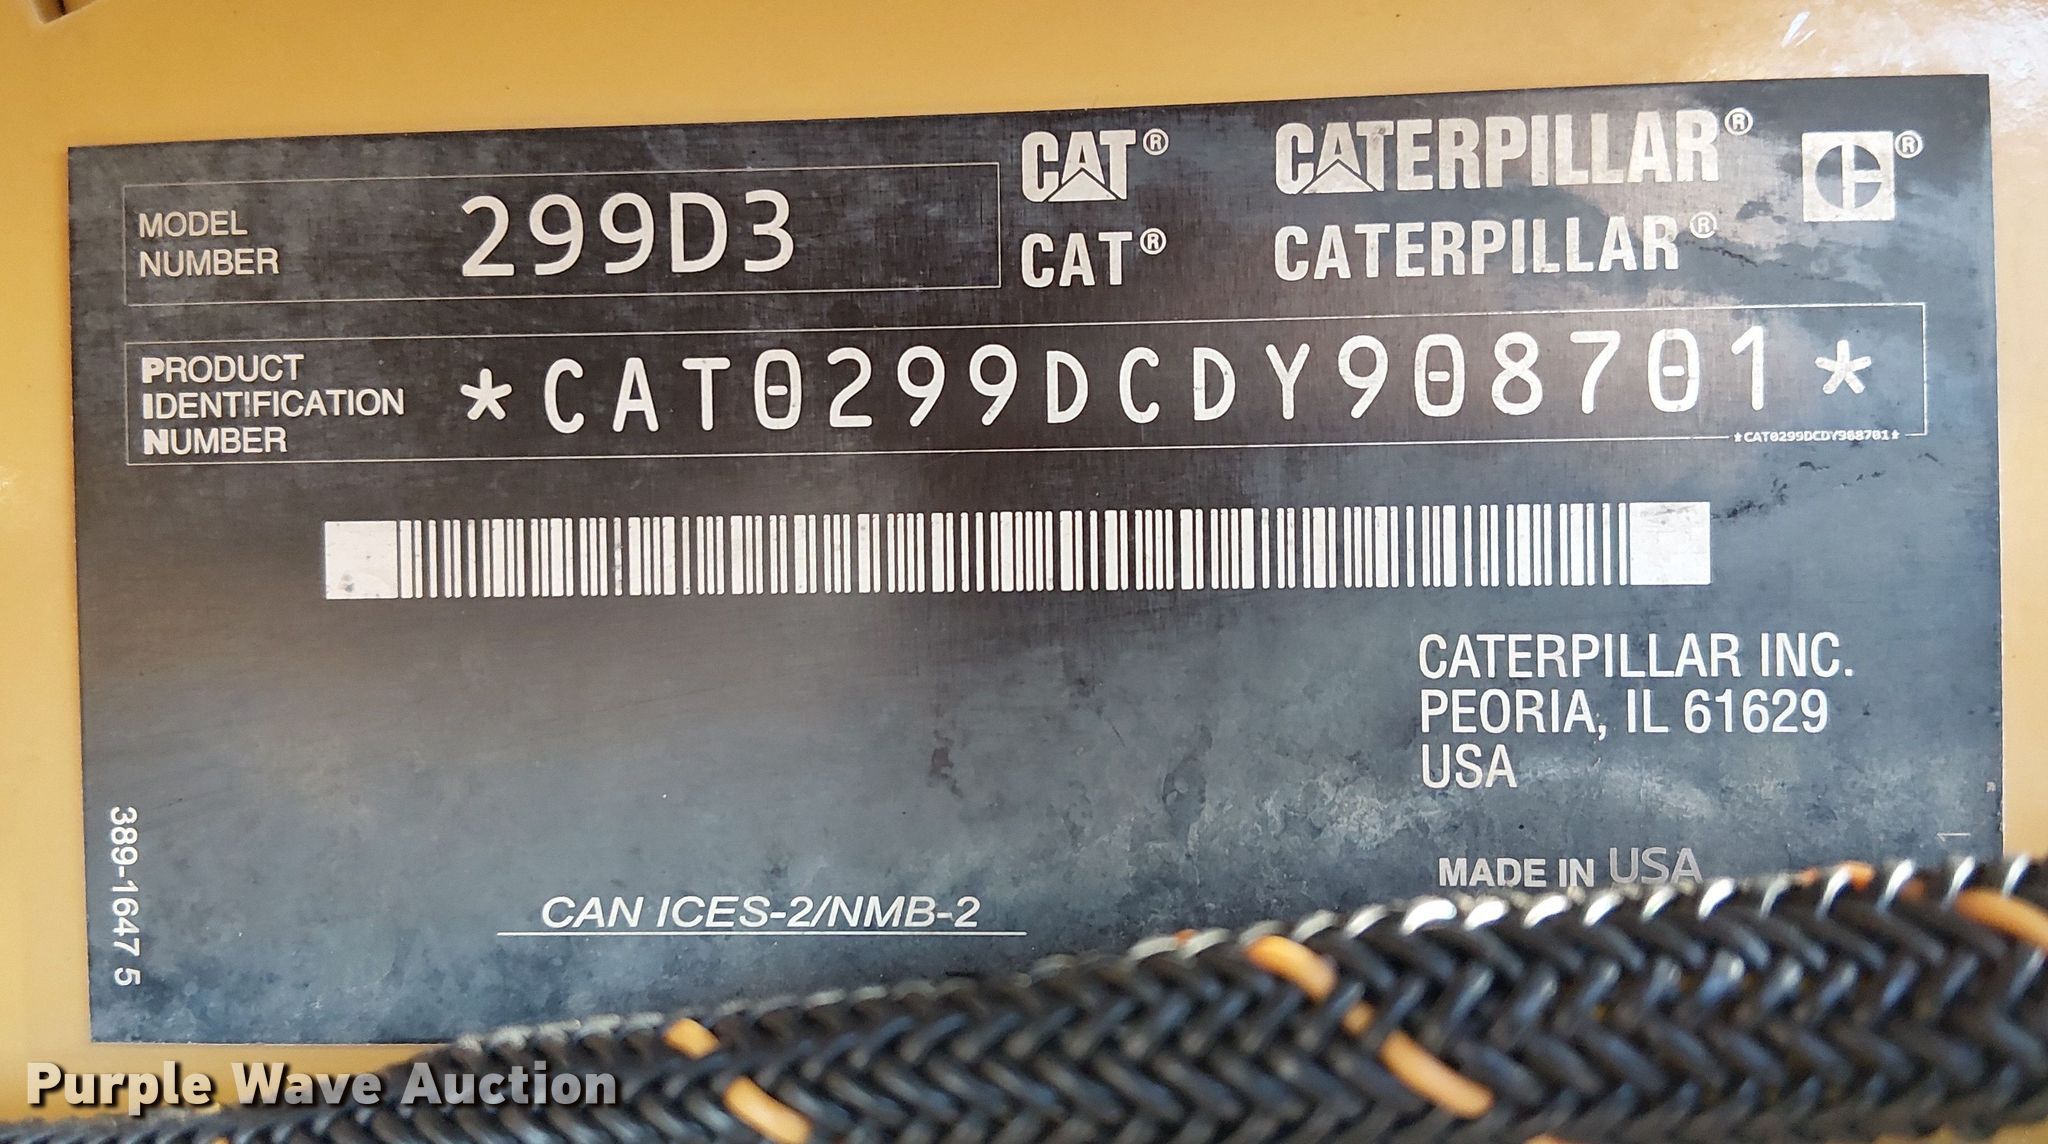 MODEL NUMBER 299D3
CAT® CATERPILLAR® ®
CAT® CATERPILLAR®
PRODUCT IDENTIFICATION NUMBER *CAT0299DCDY908701*
*CAT0299DCDY908701*
CATERPILLAR INC.
PEORIA, IL 61629
USA
MADE IN USA
CAN ICES-2/NMB-2
389-1647 5
Purple Wave Auction